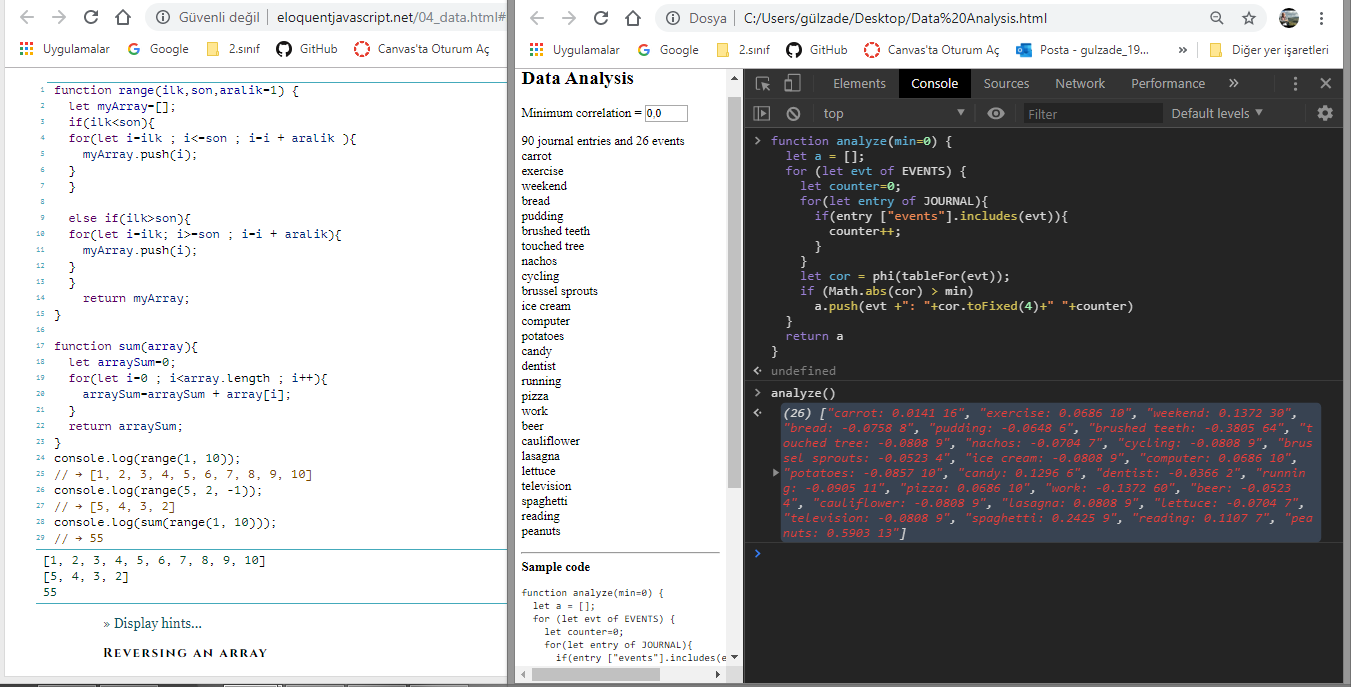 Güvenli değil | eloquentjavascript.net/04_data.html#
Uygulamalar Google 2.sınıf GitHub Canvas'ta Oturum Aç
1 function range(ilk,son,aralik=1) {
2 let myArray=[];
3 if(ilk<son){
4 for(let i=ilk ; i<=son ; i=i + aralik ){
5 myArray.push(i);
6 }
7 }
8
9 else if(ilk>son){
10 for(let i=ilk; i>=son ; i=i + aralik){
11 myArray.push(i);
12 }
13 }
14 return myArray;
15 }
16
17 function sum(array){
18 let arraySum=0;
19 for(let i=0 ; i<array.length ; i++){
20 arraySum=arraySum + array[i];
21 }
22 return arraySum;
23 }
24 console.log(range(1, 10));
25 // → [1, 2, 3, 4, 5, 6, 7, 8, 9, 10]
26 console.log(range(5, 2, -1));
27 // → [5, 4, 3, 2]
28 console.log(sum(range(1, 10)));
29 // → 55
[1, 2, 3, 4, 5, 6, 7, 8, 9, 10]
[5, 4, 3, 2]
55
» Display hints...
Reversing an array
Dosya | C:/Users/gülzade/Desktop/Data%20Analysis.html
Uygulamalar Google 2.sınıf GitHub Canvas'ta Oturum Aç Posta - gulzade_19... » Diğer yer işaretleri
Data Analysis
Minimum correlation = 0,0
90 journal entries and 26 events
carrot
exercise
weekend
bread
pudding
brushed teeth
touched tree
nachos
cycling
brussel sprouts
ice cream
computer
potatoes
candy
dentist
running
pizza
work
beer
cauliflower
lasagna
lettuce
television
spaghetti
reading
peanuts
Sample code
function analyze(min=0) {
let a = [];
for (let evt of EVENTS) {
let counter=0;
for(let entry of JOURNAL){
if(entry ["events"].includes(e
Elements Console Sources Network Performance »
top Filter Default levels
> function analyze(min=0) {
let a = [];
for (let evt of EVENTS) {
let counter=0;
for(let entry of JOURNAL){
if(entry ["events"].includes(evt)){
counter++;
}
}
let cor = phi(tableFor(evt));
if (Math.abs(cor) > min)
a.push(evt +": "+cor.toFixed(4)+" "+counter)
}
return a
}
undefined
> analyze()
(26) ["carrot: 0.0141 16", "exercise: 0.0686 10", "weekend: 0.1372 30",
"bread: -0.0758 8", "pudding: -0.0648 6", "brushed teeth: -0.3805 64", "t
ouched tree: -0.0808 9", "nachos: -0.0704 7", "cycling: -0.0808 9", "brus
sel sprouts: -0.0523 4", "ice cream: -0.0808 9", "computer: 0.0686 10",
"potatoes: -0.0857 10", "candy: 0.1296 6", "dentist: -0.0366 2", "runnin
g: -0.0905 11", "pizza: 0.0686 10", "work: -0.1372 60", "beer: -0.0523
4", "cauliflower: -0.0808 9", "lasagna: 0.0808 9", "lettuce: -0.0704 7",
"television: -0.0808 9", "spaghetti: 0.2425 9", "reading: 0.1107 7", "pea
nuts: 0.5903 13"]
>